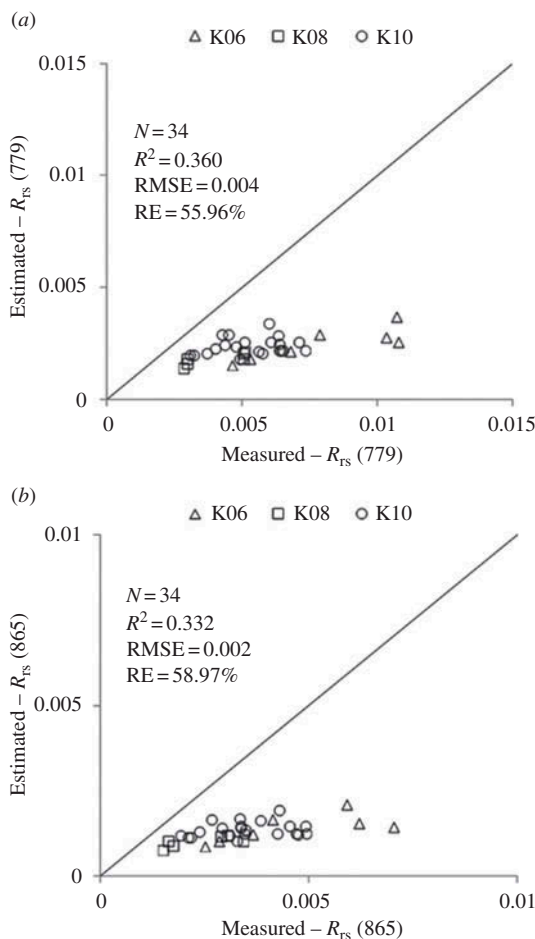 (a)
△ K06 □ K08 ○ K10
0.015
N = 34
R² = 0.360
RMSE = 0.004
RE = 55.96%
0.01
0.005
0
Estimated – Rrs (779)
0 0.005 0.01 0.015
Measured – Rrs (779)
(b)
△ K06 □ K08 ○ K10
0.01
N = 34
R² = 0.332
RMSE = 0.002
RE = 58.97%
0.005
0
Estimated – Rrs (865)
0 0.005 0.01
Measured – Rrs (865)